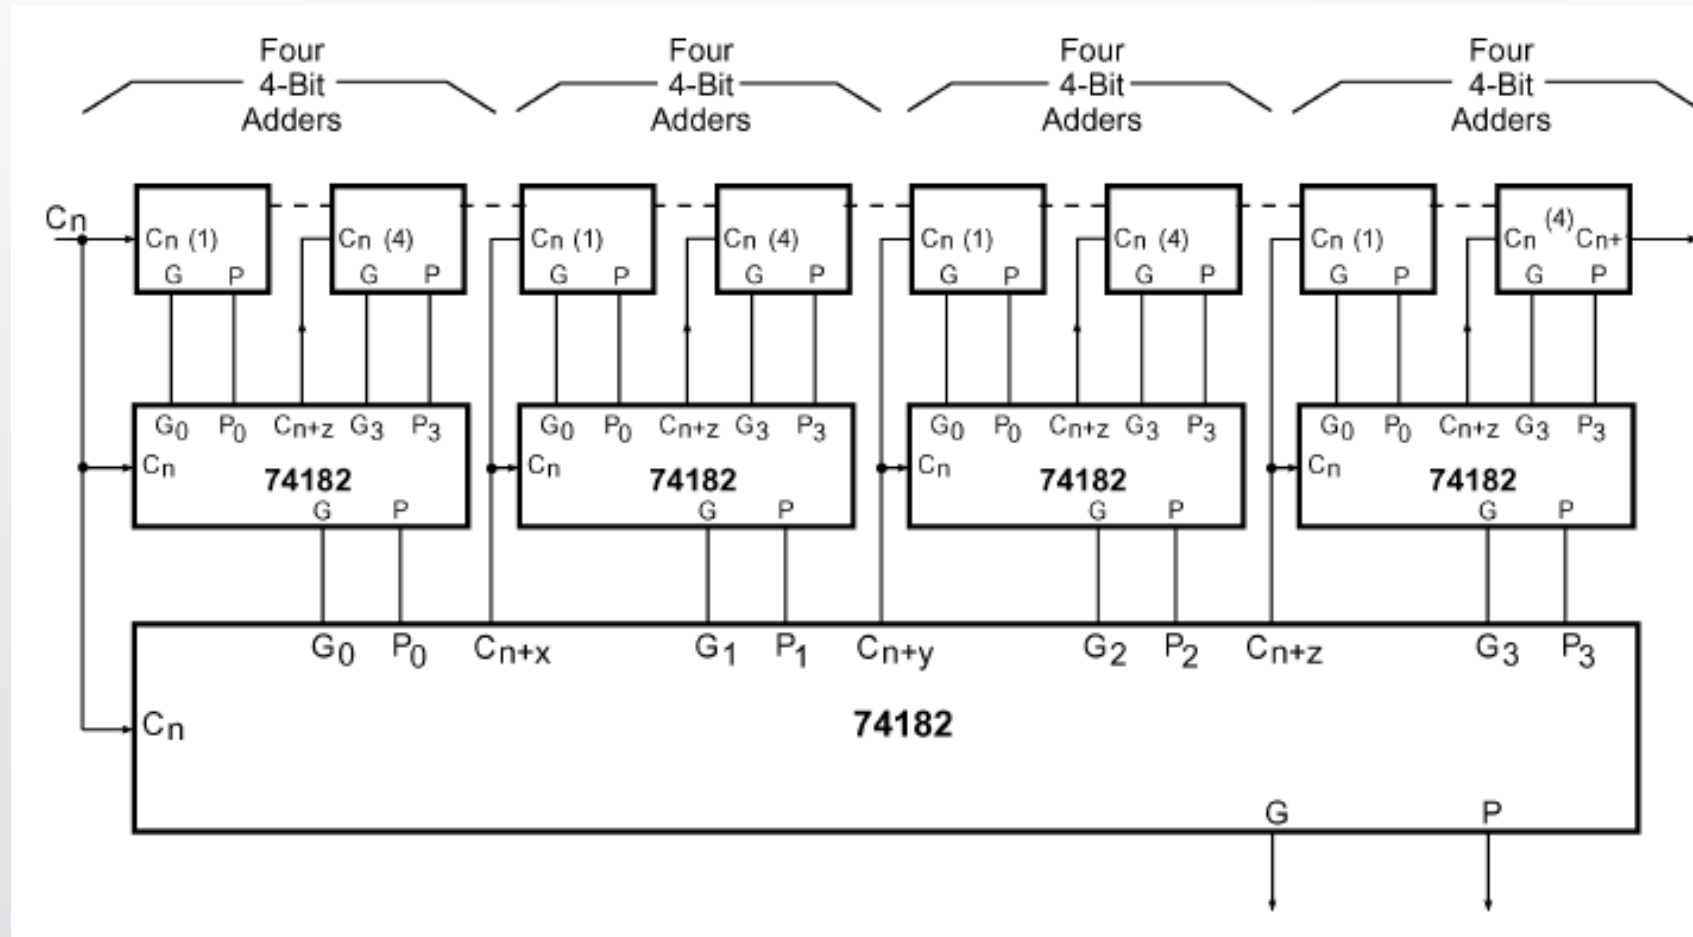 Four Four Four Four
4-Bit 4-Bit 4-Bit 4-Bit
Adders Adders Adders Adders
Cn
Cn (1) Cn (4) Cn (1) Cn (4) Cn (1) Cn (4) Cn (1) Cn (4) Cn+
G P G P G P G P G P G P G P G P
G0 P0 Cn+z G3 P3 G0 P0 Cn+z G3 P3 G0 P0 Cn+z G3 P3 G0 P0 Cn+z G3 P3
Cn Cn Cn Cn
74182 74182 74182 74182
G P G P G P G P
G0 P0 Cn+x G1 P1 Cn+y G2 P2 Cn+z G3 P3
Cn 74182
G P